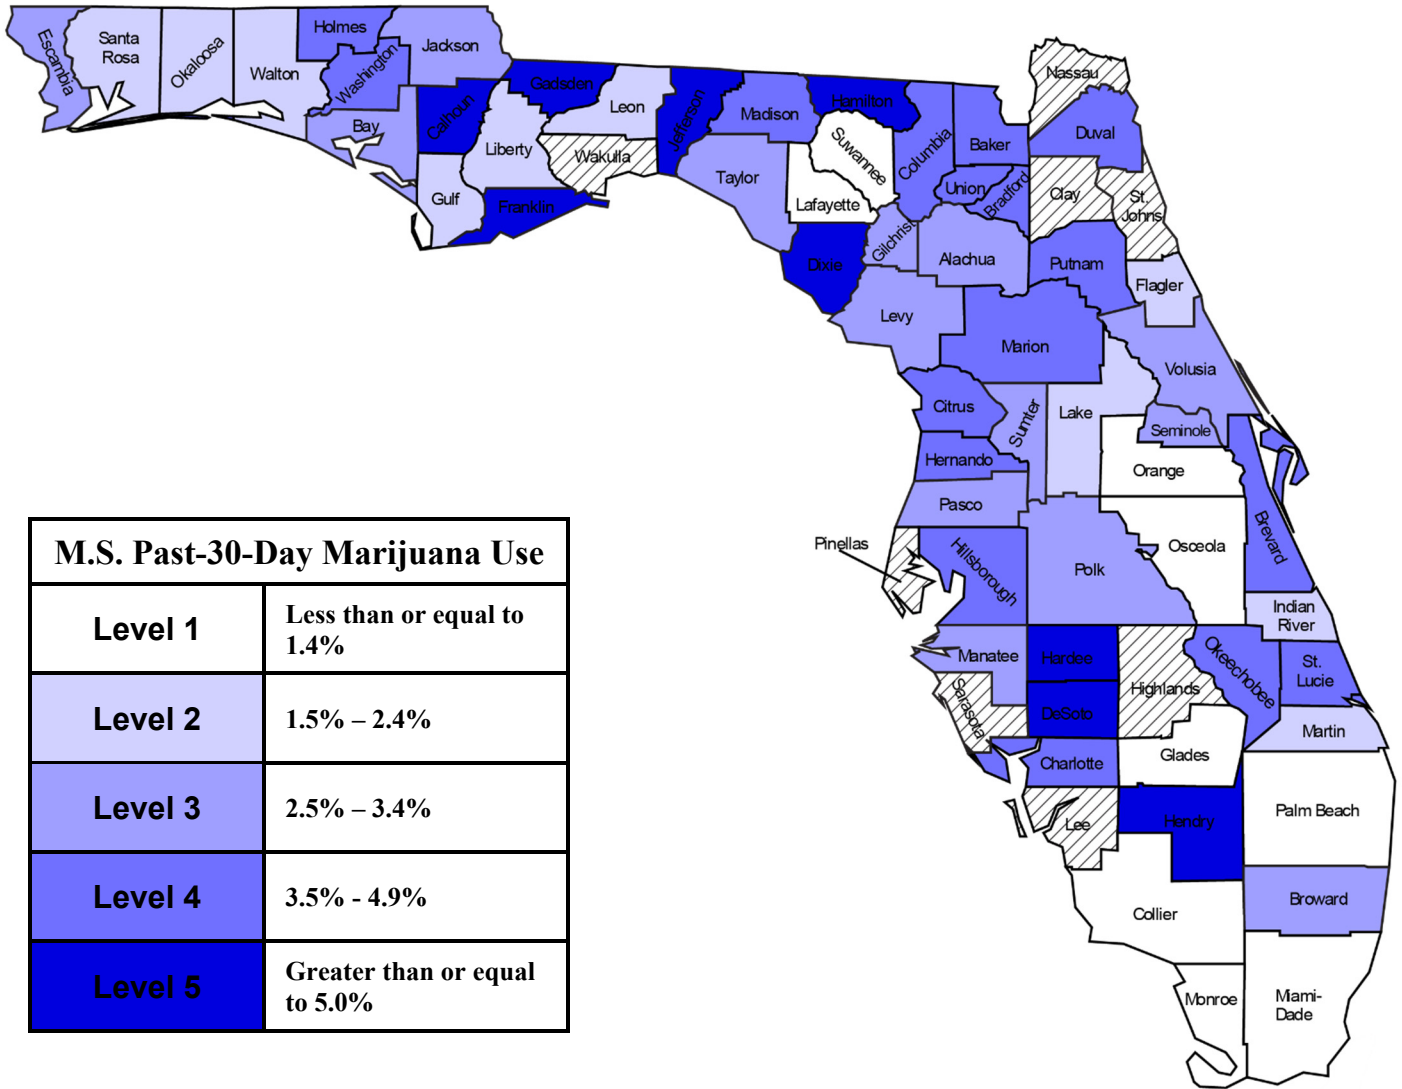 Escambia
Santa
Rosa
Okaloosa
Walton
Holmes
Washington
Jackson
Bay
Calhoun
Gulf
Liberty
Gadsden
Franklin
Leon
Wakulla
Jefferson
Madison
Taylor
Hamilton
Suwannee
Lafayette
Dixie
Columbia
Baker
Union
Bradford
Gilchrist
Alachua
Levy
Nassau
Duval
Clay
St.
Johns
Putnam
Flagler
Marion
Volusia
Citrus
Sumter
Lake
Seminole
Hernando
Orange
Pasco
Pinellas
Hillsborough
Polk
Osceola
Brevard
Indian
River
Manatee
Hardee
Highlands
Okeechobee
St.
Lucie
Sarasota
DeSoto
Martin
Charlotte
Glades
Lee
Hendry
Palm Beach
Collier
Broward
Monroe
Miami-
Dade
M.S. Past-30-Day Marijuana Use
Level 1
Less than or equal to
1.4%
Level 2
1.5% – 2.4%
Level 3
2.5% – 3.4%
Level 4
3.5% - 4.9%
Level 5
Greater than or equal
to 5.0%